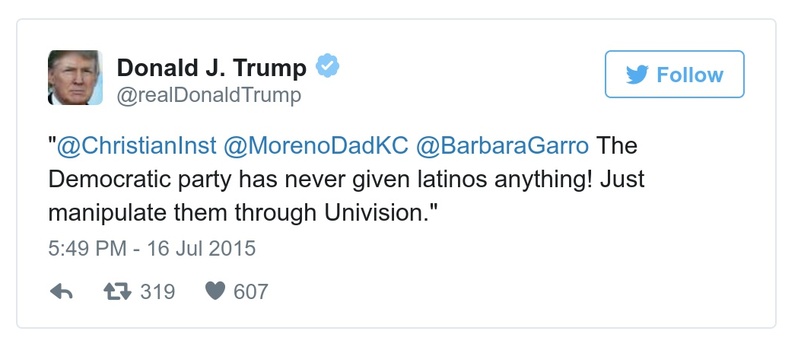 Donald J. Trump
@realDonaldTrump
Follow
"@ChristianInst @MorenoDadKC @BarbaraGarro The
Democratic party has never given latinos anything! Just
manipulate them through Univision."
5:49 PM - 16 Jul 2015
319 607